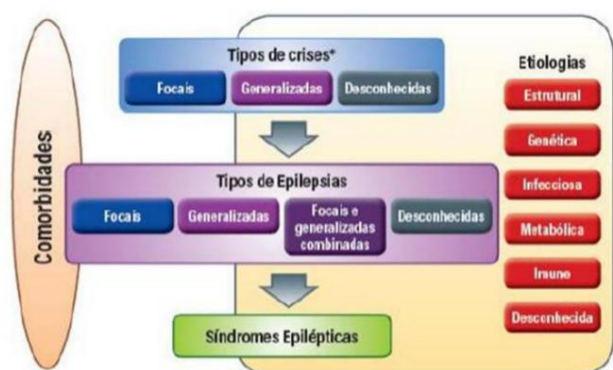 Comorbidades
Tipos de crises*
Focais
Generalizadas
Desconhecidas
Tipos de Epilepsias
Focais
Generalizadas
Focais e
generalizadas
combinadas
Desconhecidas
Síndromes Epilépticas
Etiologias
Estrutural
Genética
Infecciosa
Metabólica
Imune
Desconhecida